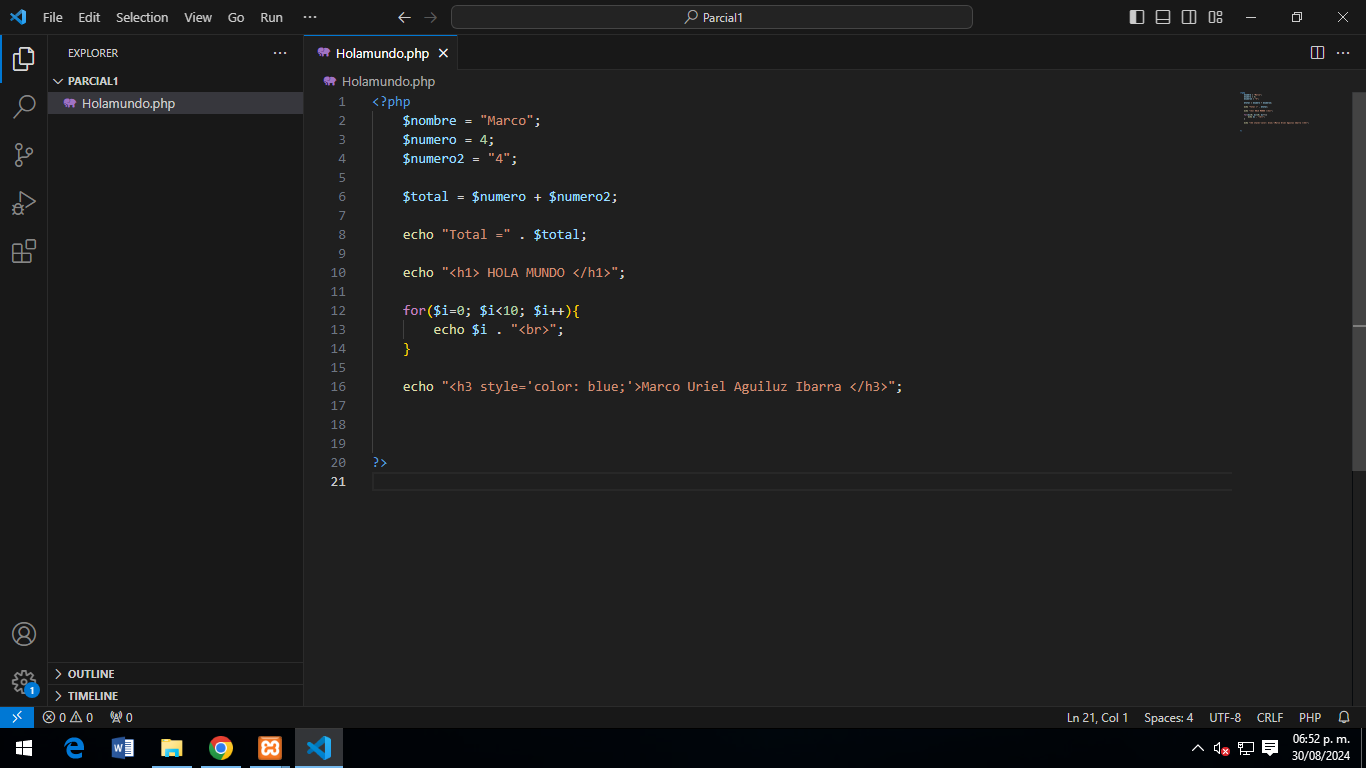 File Edit Selection View Go Run ··· Parcial1
EXPLORER ···
Holamundo.php
PARCIAL1
Holamundo.php
Holamundo.php
1 <?php
2 $nombre = "Marco";
3 $numero = 4;
4 $numero2 = "4";
5
6 $total = $numero + $numero2;
7
8 echo "Total =" . $total;
9
10 echo "<h1> HOLA MUNDO </h1>";
11
12 for($i=0; $i<10; $i++){
13 echo $i . "<br>";
14 }
15
16 echo "<h3 style='color: blue;'>Marco Uriel Aguiluz Ibarra </h3>";
17
18
19
20 ?>
21
OUTLINE
TIMELINE
1
0 0 0 Ln 21, Col 1 Spaces: 4 UTF-8 CRLF PHP
06:52 p. m.
30/08/2024